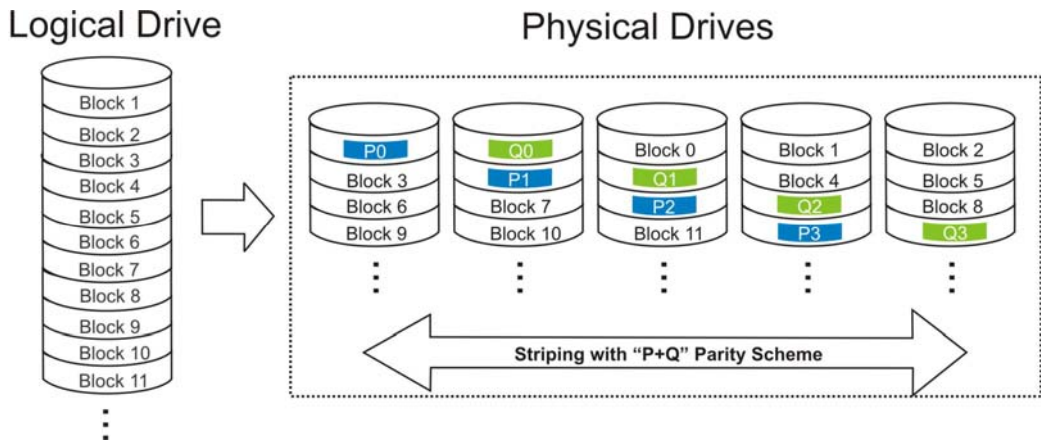 Logical Drive
Physical Drives
Block 1
Block 2
Block 3
Block 4
Block 5
Block 6
Block 7
Block 8
Block 9
Block 10
Block 11
P0
Block 3
Block 6
Block 9
Q0
P1
Block 7
Block 10
Block 0
Q1
P2
Block 11
Block 1
Block 4
Q2
P3
Block 2
Block 5
Block 8
Q3
Striping with “P+Q” Parity Scheme